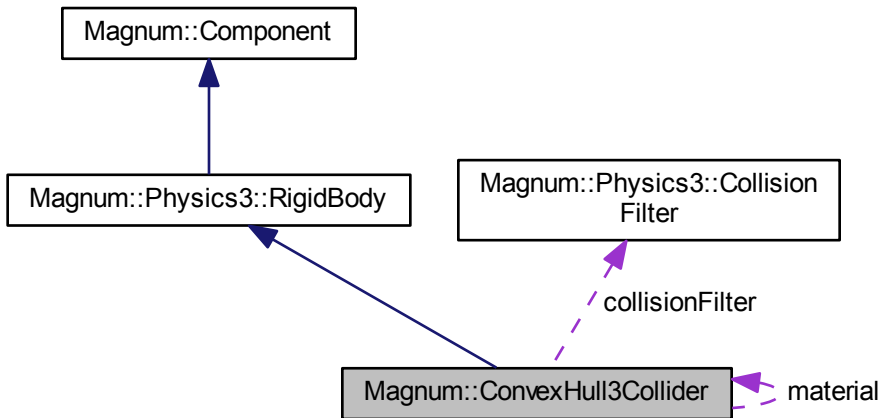 Magnum::Component
Magnum::Physics3::RigidBody
Magnum::Physics3::Collision
Filter
collisionFilter
Magnum::ConvexHull3Collider
material